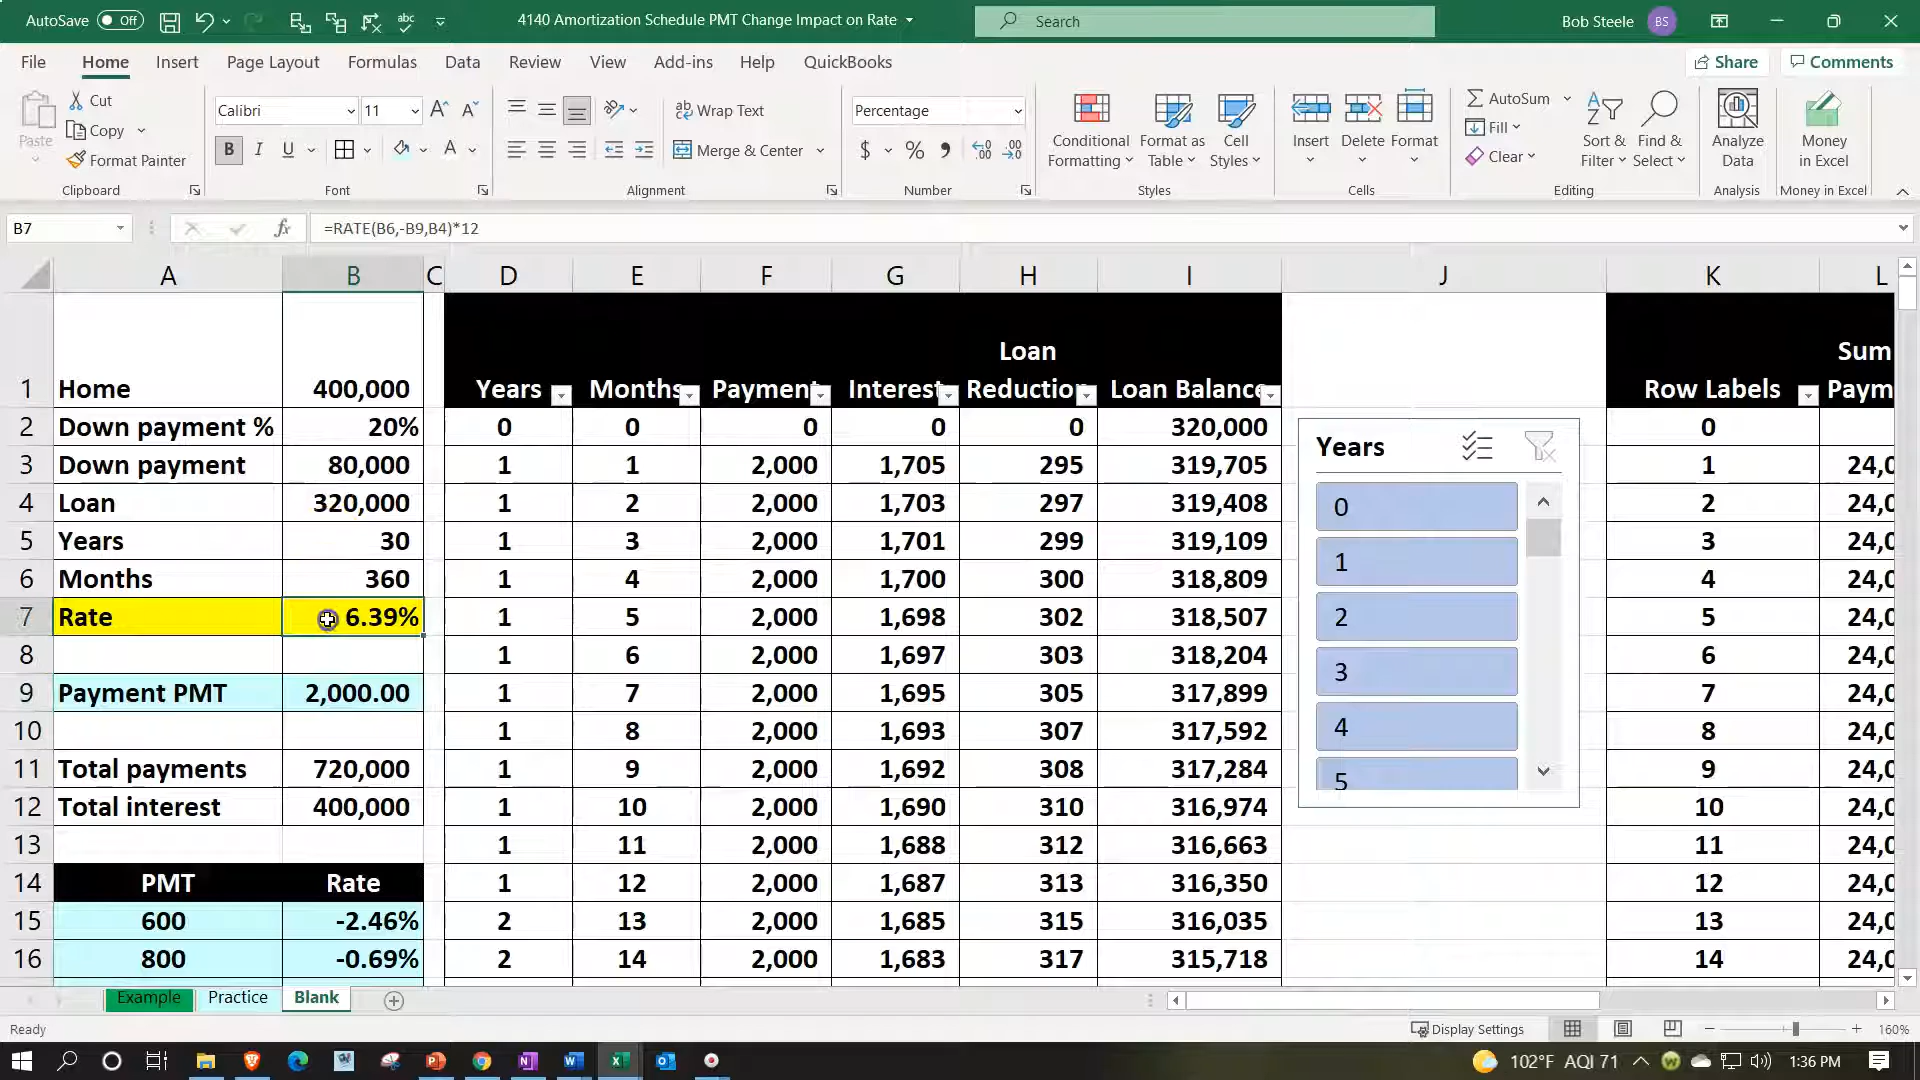 AutoSave Off 4140 Amortization Schedule PMT Change Impact on Rate Search Bob Steele BS
File Home Insert Page Layout Formulas Data Review View Add-ins Help QuickBooks Share Comments
Paste Cut Copy Format Painter Clipboard
Calibri 11 B I U A Font
ab Wrap Text Merge & Center Alignment
Percentage $ % Number
Conditional Formatting Format as Table Cell Styles Styles
Insert Delete Format Cells
AutoSum Fill Clear Sort & Filter Find & Select Editing
Analyze Data Analysis
Money in Excel Money in Excel
B7 fx =RATE(B6,-B9,B4)*12
A B C D E F G H I J K L
1 Home 400,000 Years Months Payment Interest Loan Reduction Loan Balance Row Labels Sum Paym
2 Down payment % 20% 0 0 0 0 0 320,000 0
3 Down payment 80,000 1 1 2,000 1,705 295 319,705 1 24,0
4 Loan 320,000 1 2 2,000 1,703 297 319,408 2 24,0
5 Years 30 1 3 2,000 1,701 299 319,109 3 24,0
6 Months 360 1 4 2,000 1,700 300 318,809 4 24,0
7 Rate 6.39% 1 5 2,000 1,698 302 318,507 5 24,0
8 1 6 2,000 1,697 303 318,204 6 24,0
9 Payment PMT 2,000.00 1 7 2,000 1,695 305 317,899 7 24,0
10 1 8 2,000 1,693 307 317,592 8 24,0
11 Total payments 720,000 1 9 2,000 1,692 308 317,284 9 24,0
12 Total interest 400,000 1 10 2,000 1,690 310 316,974 10 24,0
13 1 11 2,000 1,688 312 316,663 11 24,0
14 PMT Rate 1 12 2,000 1,687 313 316,350 12 24,0
15 600 -2.46% 2 13 2,000 1,685 315 316,035 13 24,0
16 800 -0.69% 2 14 2,000 1,683 317 315,718 14 24,0
Years
0
1
2
3
4
5
Example Practice Blank
Ready Display Settings 160%
102°F AQI 71 1:36 PM